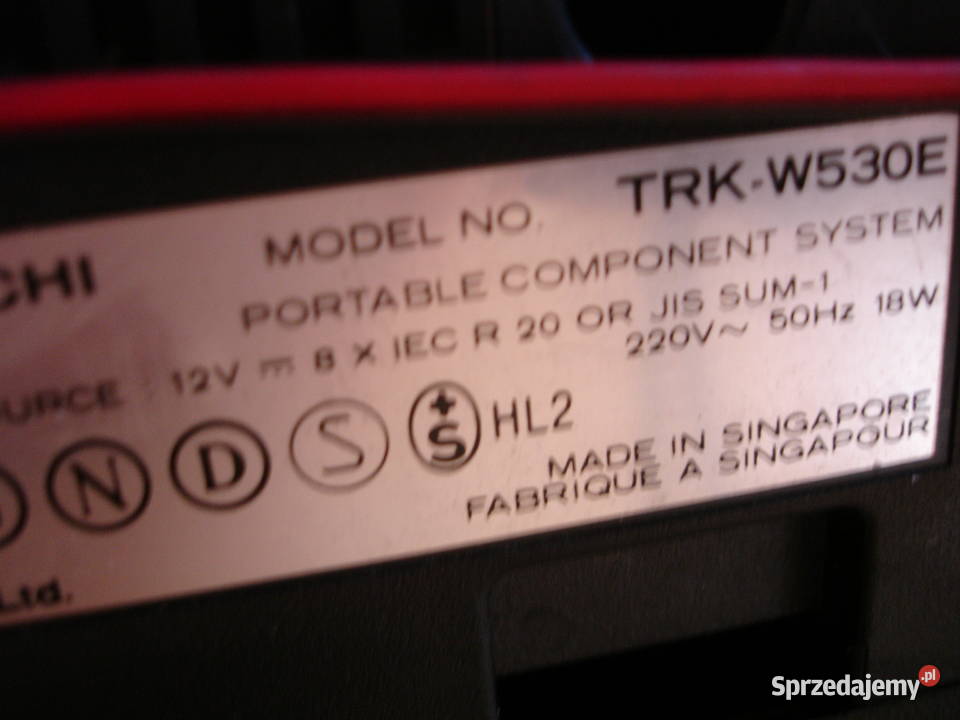 CHI MODEL NO. TRK-W530E
PORTABLE COMPONENT SYSTEM
OURCE 12V ⎓ 8 X IEC R 20 OR JIS SUM-1
220V~ 50Hz 18W
N D S +S HL2
MADE IN SINGAPORE
FABRIQUE A SINGAPOUR
Ltd.
Sprzedajemy.pl